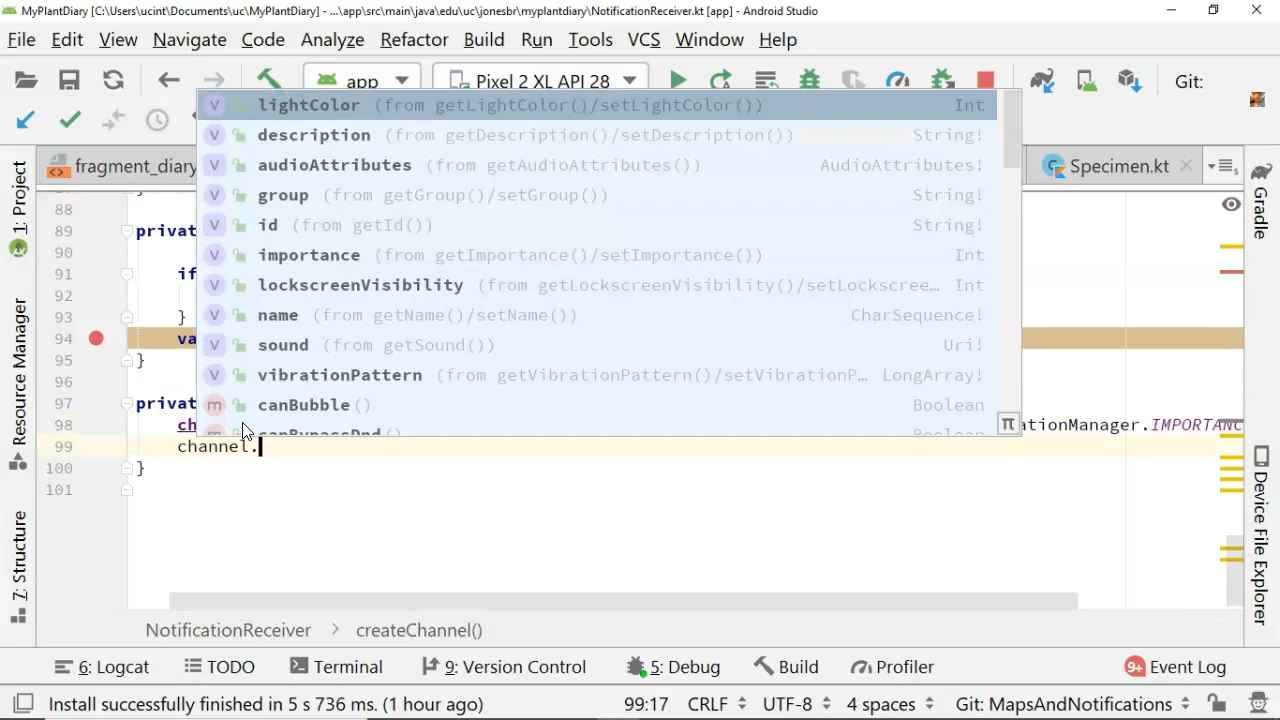 MyPlantDiary [C:\Users\ucint\Documents\uc\MyPlantDiary] - ...\app\src\main\java\edu\uc\jonesbr\myplantdiary\NotificationReceiver.kt [app] - Android Studio
File Edit View Navigate Code Analyze Refactor Build Run Tools VCS Window Help
app Pixel 2 XL API 28 Git:
lightColor (from getLightColor()/setLightColor()) Int
description (from getDescription()/setDescription()) String!
fragment_diary audioAttributes (from getAudioAttributes()) AudioAttributes! Specimen.kt
group (from getGroup()/setGroup()) String!
88
89 private id (from getId()) String!
90 importance (from getImportance()/setImportance()) Int
91 if
92 lockscreenVisibility (from getLockscreenVisibility()/setLockscree… Int
93 } name (from getName()/setName()) CharSequence!
94 va sound (from getSound()) Uri!
95 } vibrationPattern (from getVibrationPattern()/setVibrationP… LongArray!
96
97 private canBubble() Boolean
98 ch canBypassDnd() Boolean π ationManager.IMPORTANC
99 channel.
100 }
101
1: Project
Resource Manager
7: Structure
Gradle
Device File Explorer
NotificationReceiver > createChannel()
6: Logcat TODO Terminal 9: Version Control 5: Debug Build Profiler 9+ Event Log
Install successfully finished in 5 s 736 ms. (1 hour ago) 99:17 CRLF UTF-8 4 spaces Git: MapsAndNotifications